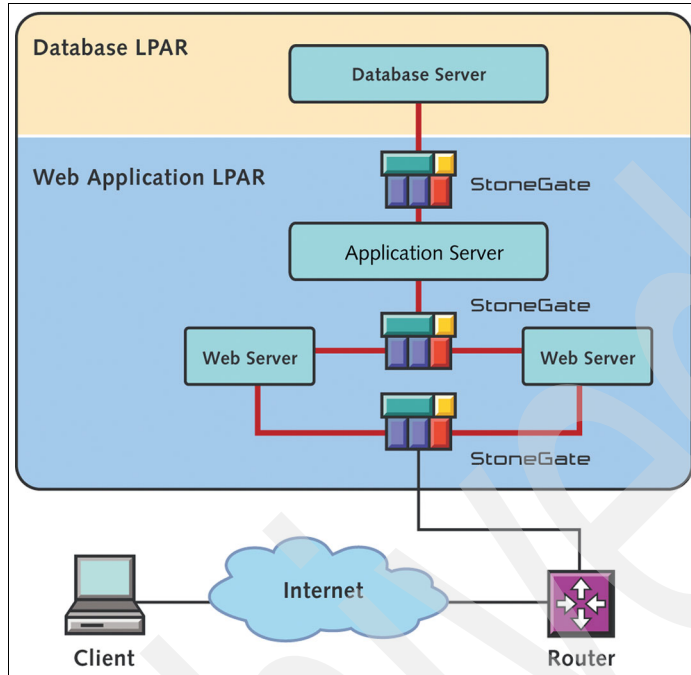 Database LPAR
Database Server
Web Application LPAR
StoneGate
Application Server
StoneGate
Web Server
Web Server
StoneGate
Internet
Client
Router